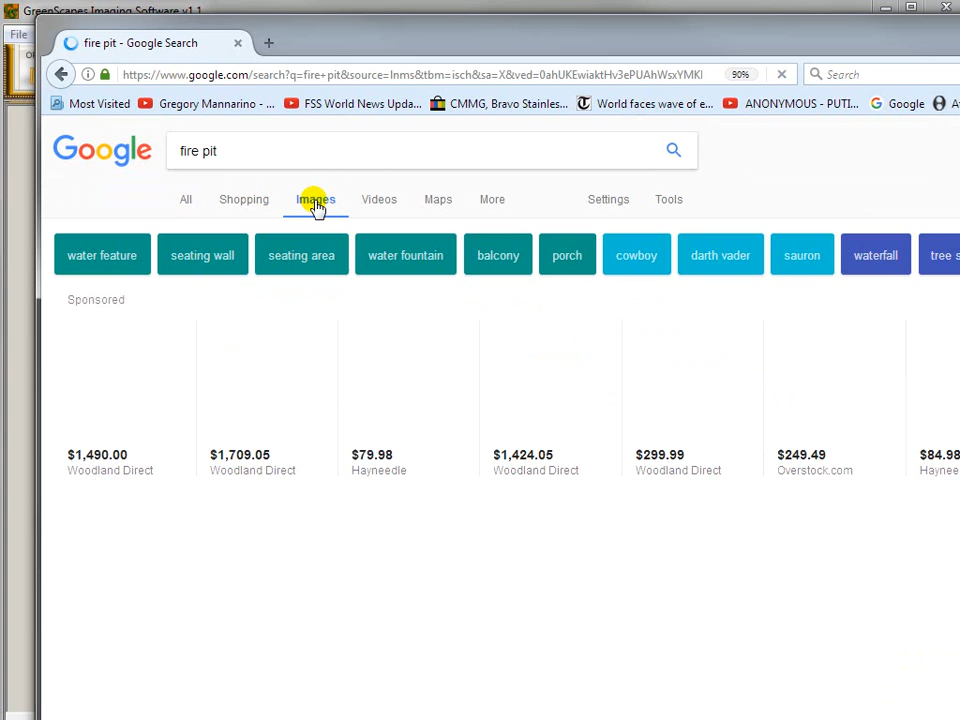 GreenScapes Imaging Software v1.1
File
fire pit - Google Search
https://www.google.com/search?q=fire+pit&source=lnms&tbm=isch&sa=X&ved=0ahUKEwiaktHv3ePUAhWsxYMKI
90%
Search
Most Visited
Gregory Mannarino - ...
FSS World News Upda...
CMMG, Bravo Stainles...
World faces wave of e...
ANONYMOUS - PUTI...
Google
Google
fire pit
All
Shopping
Images
Videos
Maps
More
Settings
Tools
water feature
seating wall
seating area
water fountain
balcony
porch
cowboy
darth vader
sauron
waterfall
tree s
Sponsored
$1,490.00
Woodland Direct
$1,709.05
Woodland Direct
$79.98
Hayneedle
$1,424.05
Woodland Direct
$299.99
Woodland Direct
$249.49
Overstock.com
$84.98
Haynee